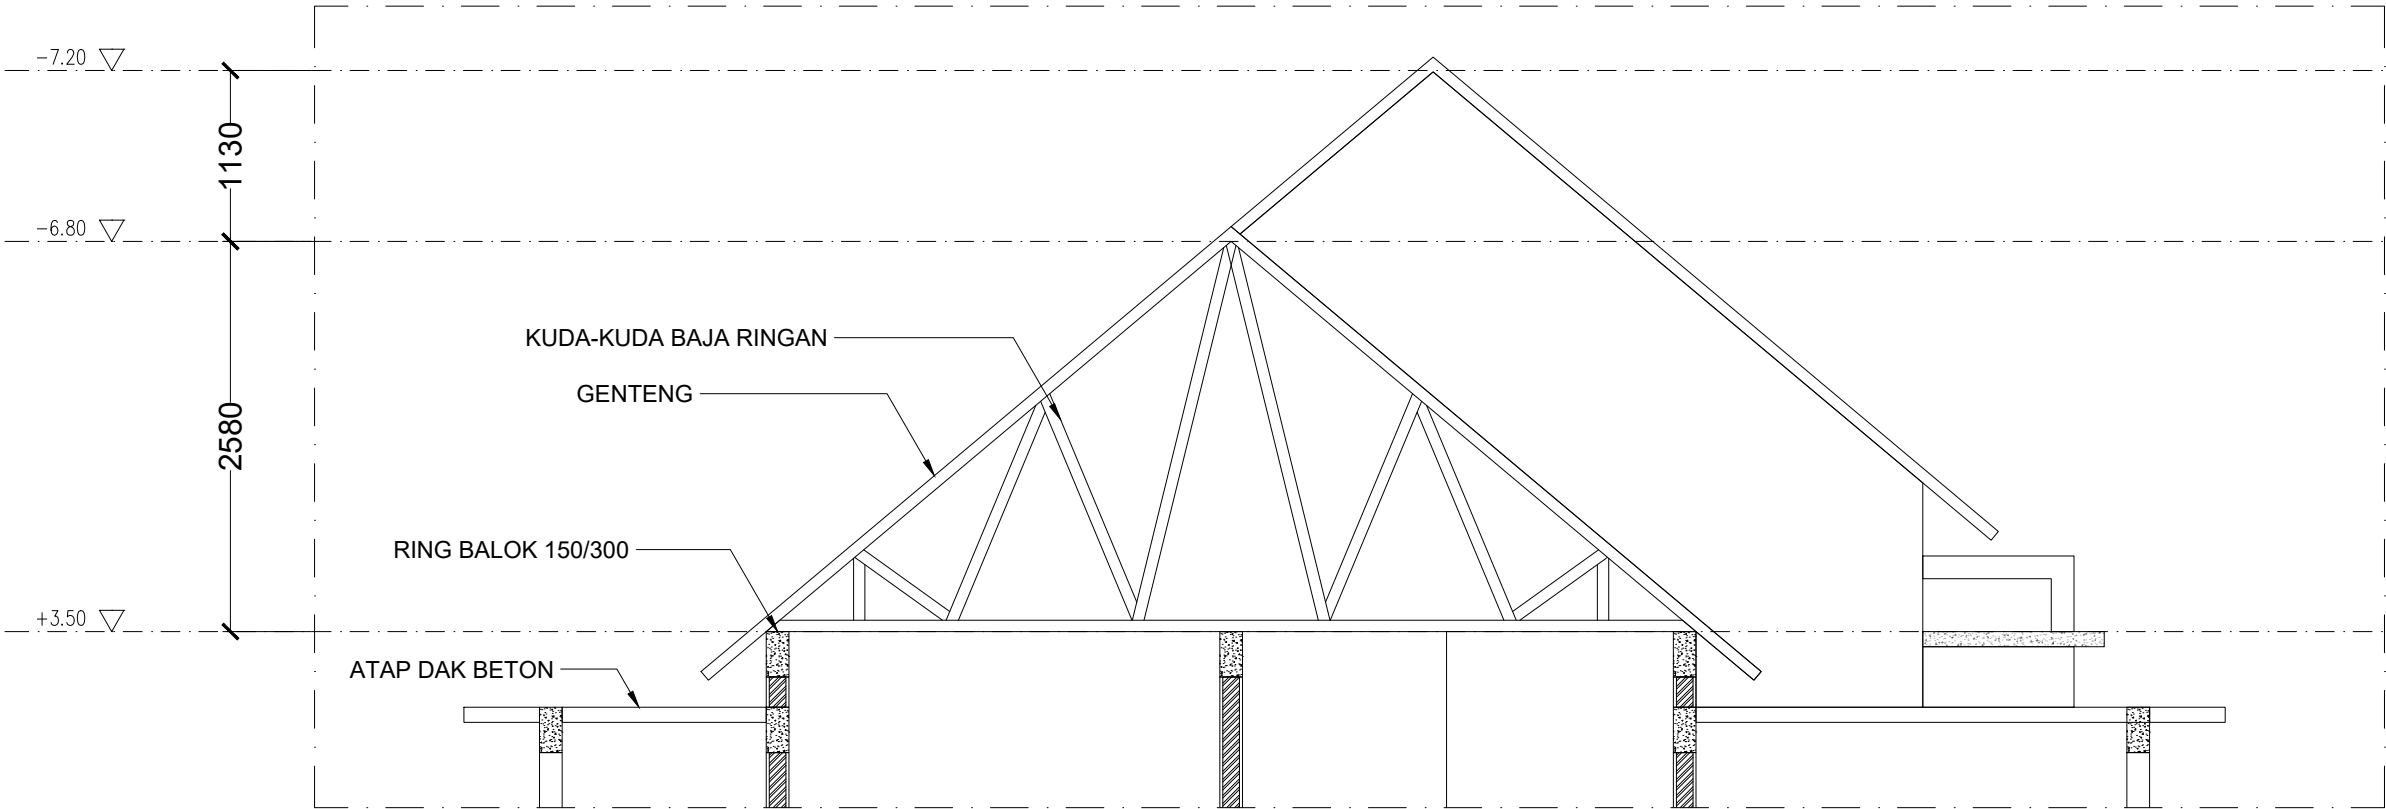 -7.20
1130
-6.80
KUDA-KUDA BAJA RINGAN
GENTENG
2580
RING BALOK 150/300
+3.50
ATAP DAK BETON